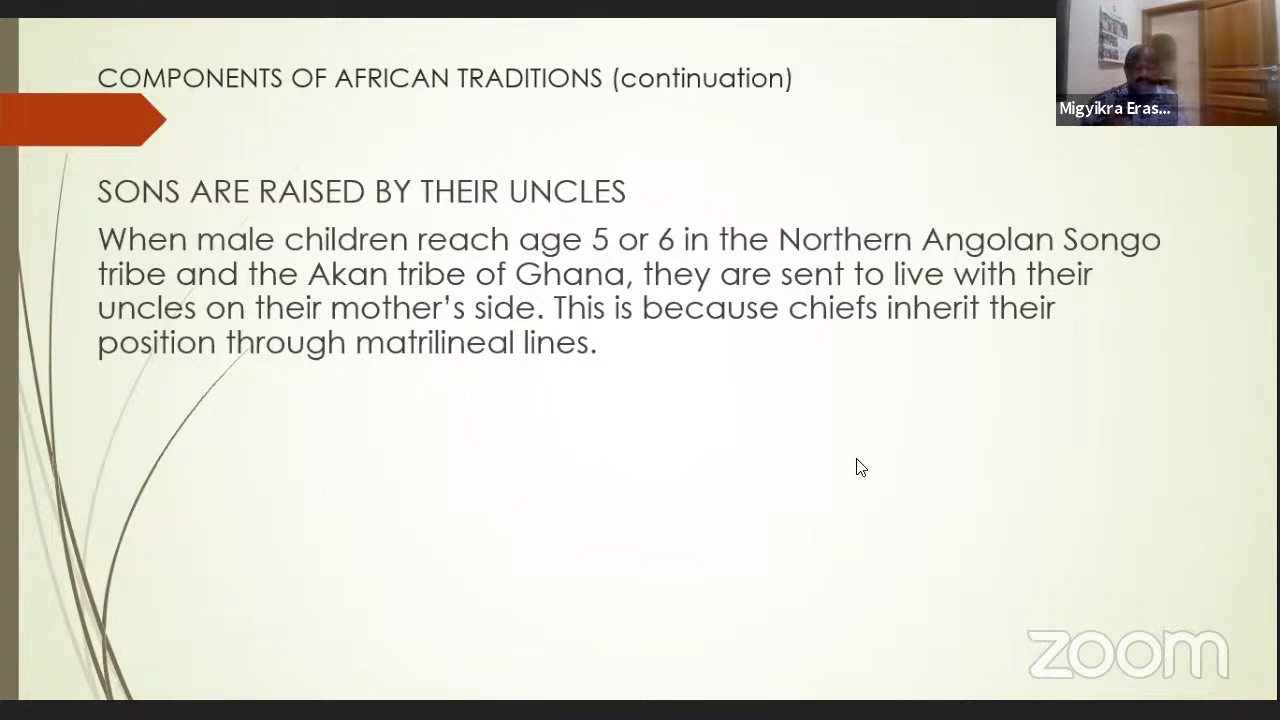 COMPONENTS OF AFRICAN TRADITIONS (continuation)
Migyikra Eras...
SONS ARE RAISED BY THEIR UNCLES
When male children reach age 5 or 6 in the Northern Angolan Songo
tribe and the Akan tribe of Ghana, they are sent to live with their
uncles on their mother’s side. This is because chiefs inherit their
position through matrilineal lines.
zoom